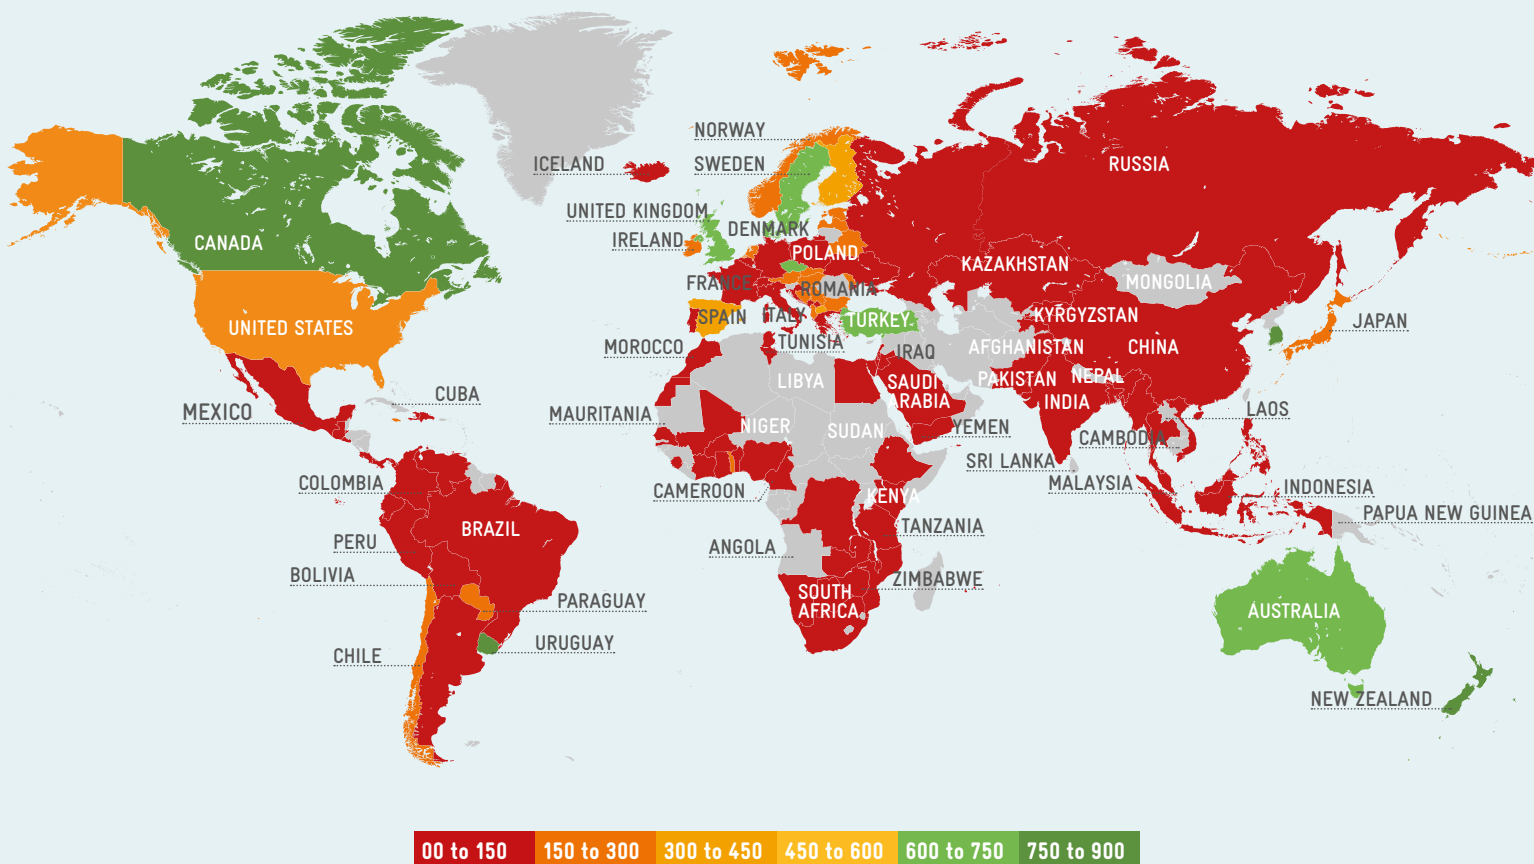 NORWAY
ICELAND
SWEDEN
RUSSIA
UNITED KINGDOM
DENMARK
IRELAND
CANADA
POLAND
KAZAKHSTAN
MONGOLIA
FRANCE
ROMANIA
SPAIN
ITALY
TURKEY
KYRGYZSTAN
JAPAN
UNITED STATES
TUNISIA
MOROCCO
IRAQ
AFGHANISTAN
CHINA
LIBYA
SAUDI
ARABIA
PAKISTAN
NEPAL
INDIA
CUBA
MEXICO
MAURITANIA
NIGER
SUDAN
YEMEN
LAOS
CAMBODIA
SRI LANKA
COLOMBIA
CAMEROON
KENYA
MALAYSIA
INDONESIA
PAPUA NEW GUINEA
BRAZIL
TANZANIA
PERU
ANGOLA
BOLIVIA
ZIMBABWE
PARAGUAY
SOUTH
AFRICA
AUSTRALIA
URUGUAY
CHILE
NEW ZEALAND
00 to 150
150 to 300
300 to 450
450 to 600
600 to 750
750 to 900